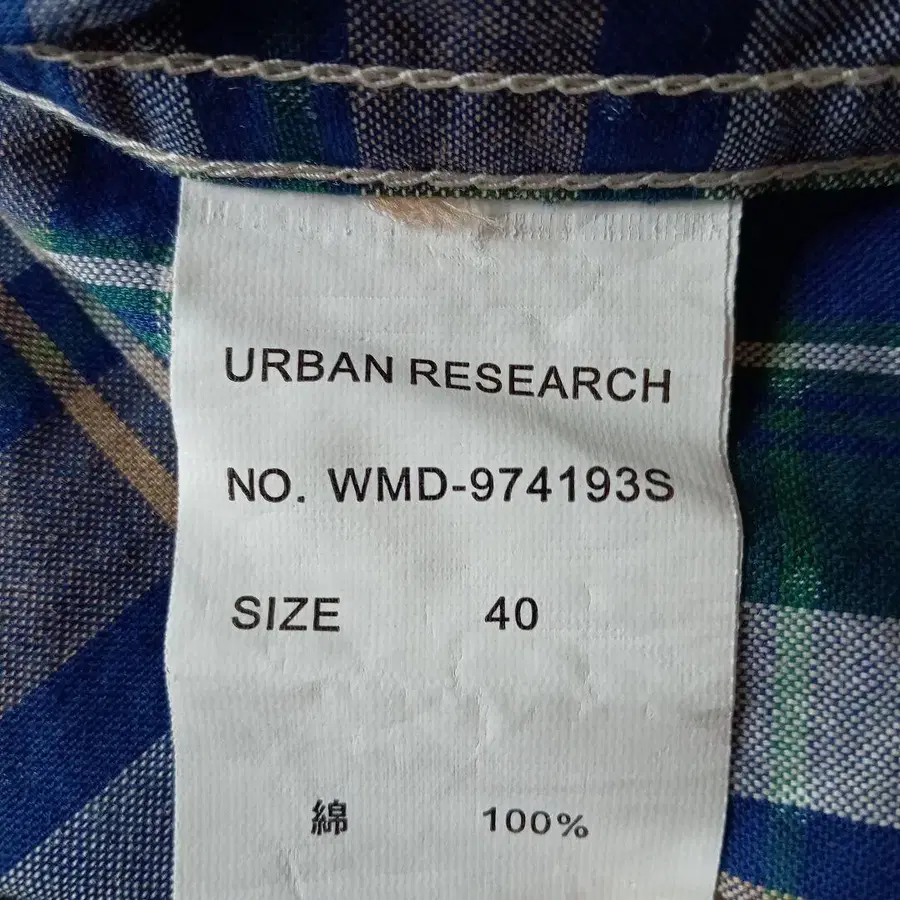 URBAN RESEARCH
NO. WMD-974193S
SIZE 40
綿 100%